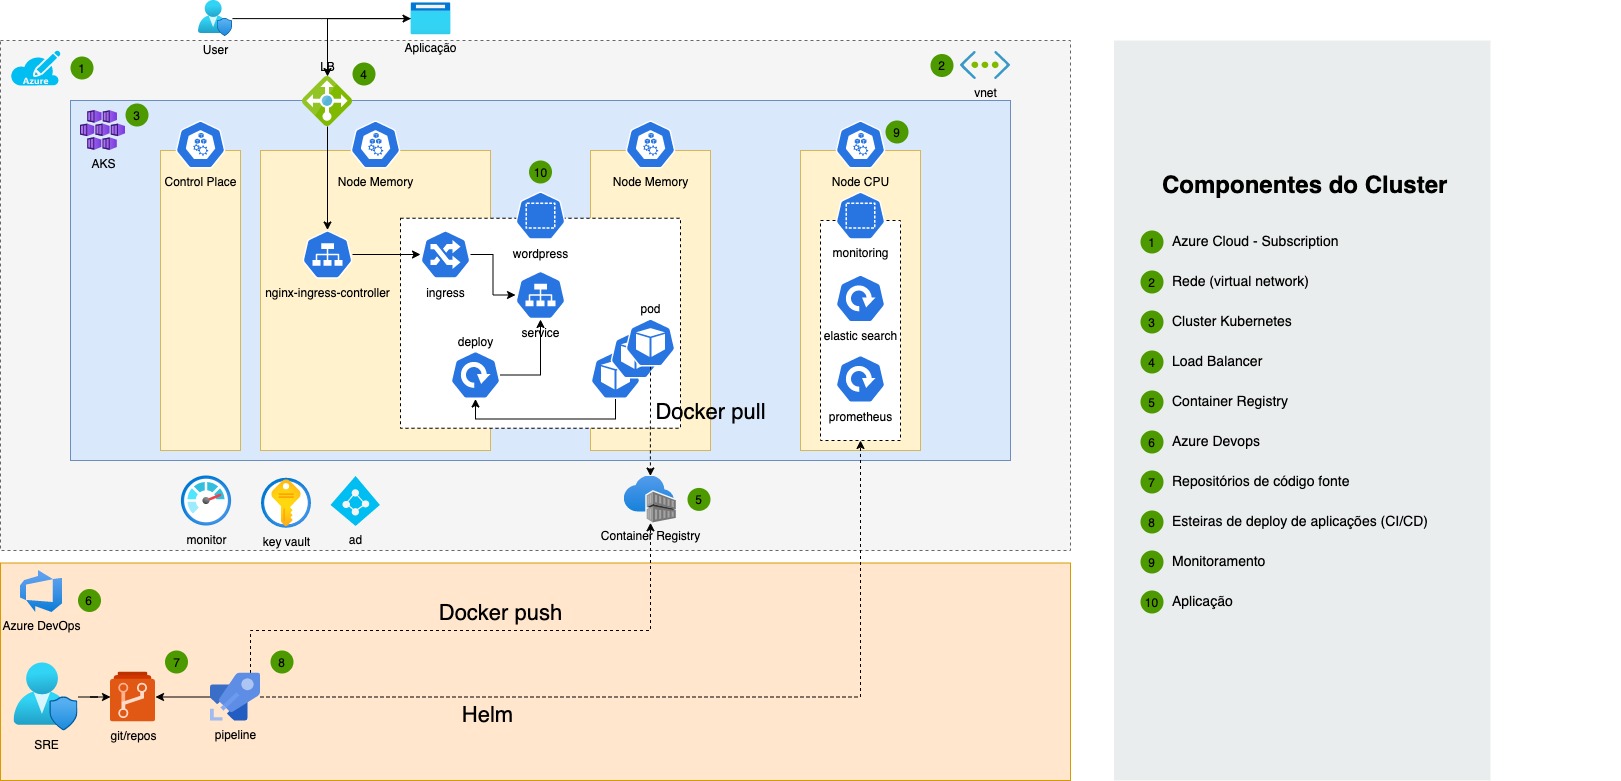 User
Aplicação
Azure
1
LB
4
2
vnet
AKS
3
9
Control Place
Node Memory
10
Node Memory
Node CPU
wordpress
monitoring
nginx-ingress-controller
ingress
service
pod
elastic search
deploy
Docker pull
prometheus
monitor
key vault
ad
5
Container Registry
Azure DevOps
6
Docker push
7
8
SRE
git/repos
pipeline
Helm
Componentes do Cluster
1 Azure Cloud - Subscription
2 Rede (virtual network)
3 Cluster Kubernetes
4 Load Balancer
5 Container Registry
6 Azure Devops
7 Repositórios de código fonte
8 Esteiras de deploy de aplicações (CI/CD)
9 Monitoramento
10 Aplicação